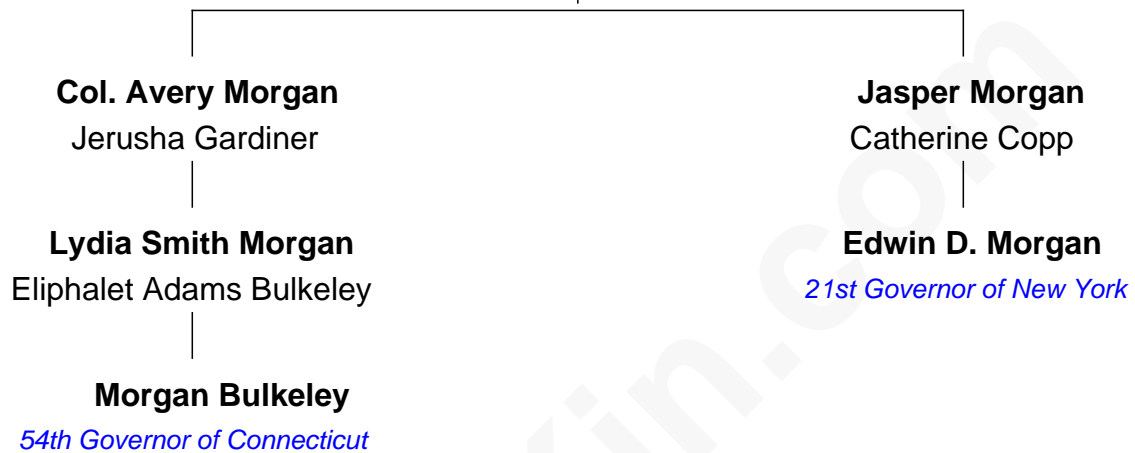 Col. Avery Morgan
Jerusha Gardiner
Lydia Smith Morgan
Eliphalet Adams Bulkeley
Morgan Bulkeley
54th Governor of Connecticut
Jasper Morgan
Catherine Copp
Edwin D. Morgan
21st Governor of New York